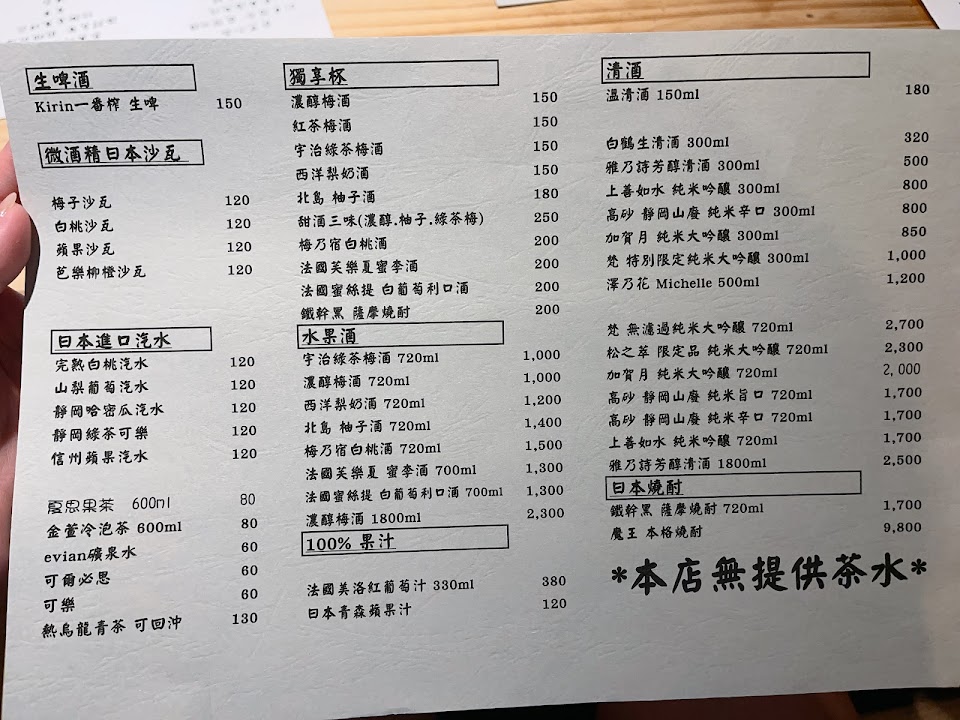 生啤酒
Kirin一番榨 生啤 150
微酒精日本沙瓦
梅子沙瓦 120
白桃沙瓦 120
蘋果沙瓦 120
芭樂柳橙沙瓦 120
日本進口汽水
完熟白桃汽水 120
山梨葡萄汽水 120
靜岡哈密瓜汽水 120
靜岡綠茶可樂 120
信州蘋果汽水 120
夏思果茶 600ml 80
金萱冷泡茶 600ml 80
evian礦泉水 60
可爾必思 60
可樂 60
熱烏龍青茶 可回沖 130
獨享杯
濃醇梅酒 150
紅茶梅酒 150
宇治綠茶梅酒 150
西洋梨奶酒 150
北島 柚子酒 180
甜酒三味(濃醇.柚子.綠茶梅) 250
梅乃宿白桃酒 200
法國芙樂夏蜜李酒 200
法國蜜絲提 白葡萄利口酒 200
鐵幹黑 薩摩燒酎 200
水果酒
宇治綠茶梅酒 720ml 1,000
濃醇梅酒 720ml 1,000
西洋梨奶酒 720ml 1,200
北島 柚子酒 720ml 1,400
梅乃宿白桃酒 720ml 1,500
法國芙樂夏 蜜李酒 700ml 1,300
法國蜜絲提 白葡萄利口酒 700ml 1,300
濃醇梅酒 1800ml 2,300
100% 果汁
法國美洛紅葡萄汁 330ml 380
日本青森蘋果汁 120
清酒
溫清酒 150ml 180
白鶴生清酒 300ml 320
雅乃詩芳醇清酒 300ml 500
上善如水 純米吟釀 300ml 800
高砂 靜岡山廢 純米辛口 300ml 800
加賀月 純米大吟釀 300ml 850
梵 特別限定純米大吟釀 300ml 1,000
澤乃花 Michelle 500ml 1,200
梵 無濾過純米大吟釀 720ml 2,700
松之萃 限定品 純米大吟釀 720ml 2,300
加賀月 純米大吟釀 720ml 2,000
高砂 靜岡山廢 純米旨口 720ml 1,700
高砂 靜岡山廢 純米辛口 720ml 1,700
上善如水 純米吟釀 720ml 1,700
雅乃詩芳醇清酒 1800ml 2,500
日本燒酎
鐵幹黑 薩摩燒酎 720ml 1,700
魔王 本格燒酎 9,800
*本店無提供茶水*